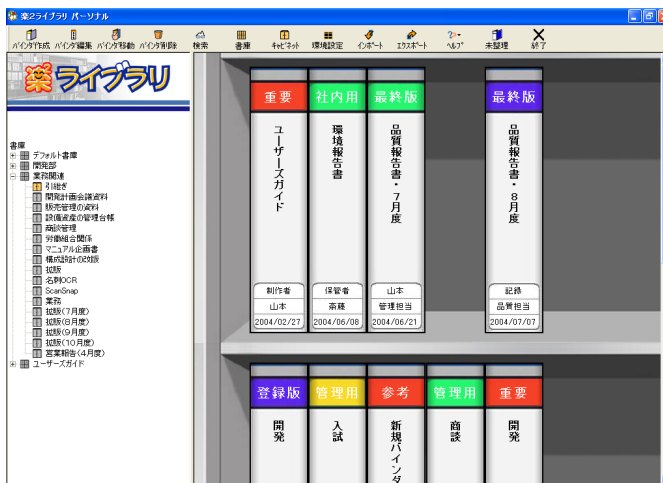 楽2ライブラリ パーソナル
バインダ作成 バインダ編集 バインダ移動 バインダ削除 検索 書庫 キャビネット 環境設定 インポート エクスポート ヘルプ 未整理 終了
楽 ライブラリ
書庫
デフォルト書庫
開発部
業務関連
引継ぎ
開発計画会議資料
販売管理の資料
設備資産の管理台帳
商談管理
労働組合関係
マニュアル企画書
構成設計の改版
拡販
名刺OCR
ScanSnap
業務
拡販(7月度)
拡販(8月度)
拡販(9月度)
拡販(10月度)
営業報告(4月度)
ユーザーズガイド
重要
ユーザーズガイド
制作者
山本
2004/02/27
社内用
環境報告書
保管者
斉藤
2004/06/08
最終版
品質報告書・7月度
山本
管理担当
2004/06/21
最終版
品質報告書・8月度
記録
品質担当
2004/07/07
登録版
開発
管理用
入試
参考
新規バインダ
管理用
商談
重要
開発